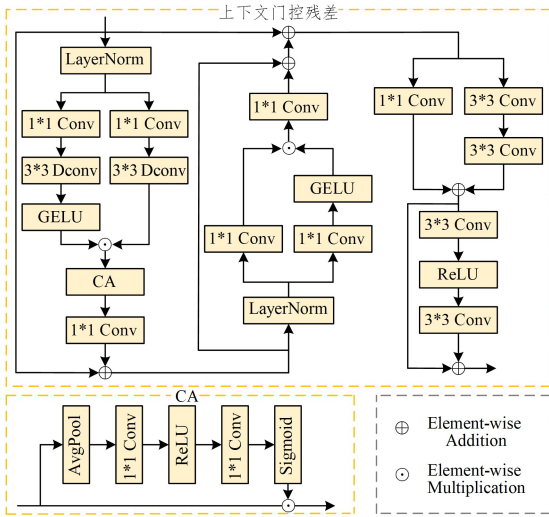 上下文门控残差
LayerNorm
1*1 Conv
1*1 Conv
3*3 Dconv
3*3 Dconv
GELU
CA
1*1 Conv
1*1 Conv
GELU
1*1 Conv
1*1 Conv
LayerNorm
1*1 Conv
3*3 Conv
3*3 Conv
3*3 Conv
ReLU
3*3 Conv
CA
AvgPool
1*1 Conv
ReLU
1*1 Conv
Sigmoid
Element-wise
Addition
Element-wise
Multiplication